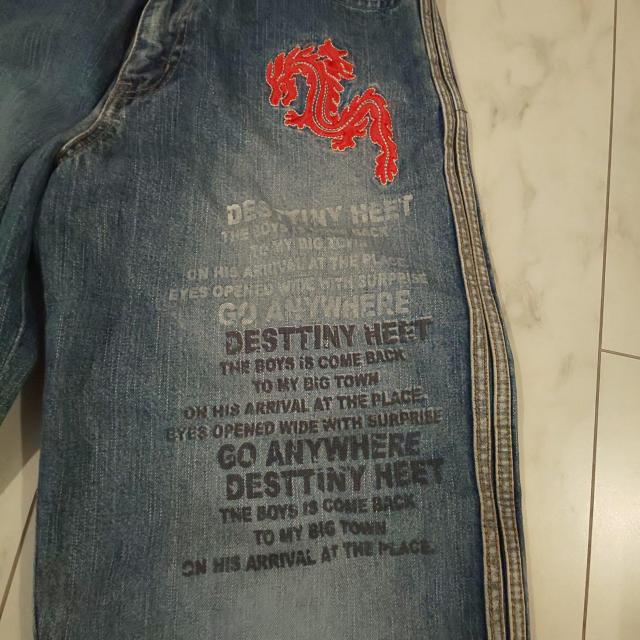 DESTTINY HEET
THE BOYS IS COME BACK
TO MY BIG TOWN
ON HIS ARRIVAL AT THE PLACE.
EYES OPENED WIDE WITH SURPRISE
GO ANYWHERE
DESTTINY HEET
THE BOYS IS COME BACK
TO MY BIG TOWN
ON HIS ARRIVAL AT THE PLACE.
EYES OPENED WIDE WITH SURPRISE
GO ANYWHERE
DESTTINY HEET
THE BOYS IS COME BACK
TO MY BIG TOWN
ON HIS ARRIVAL AT THE PLACE.